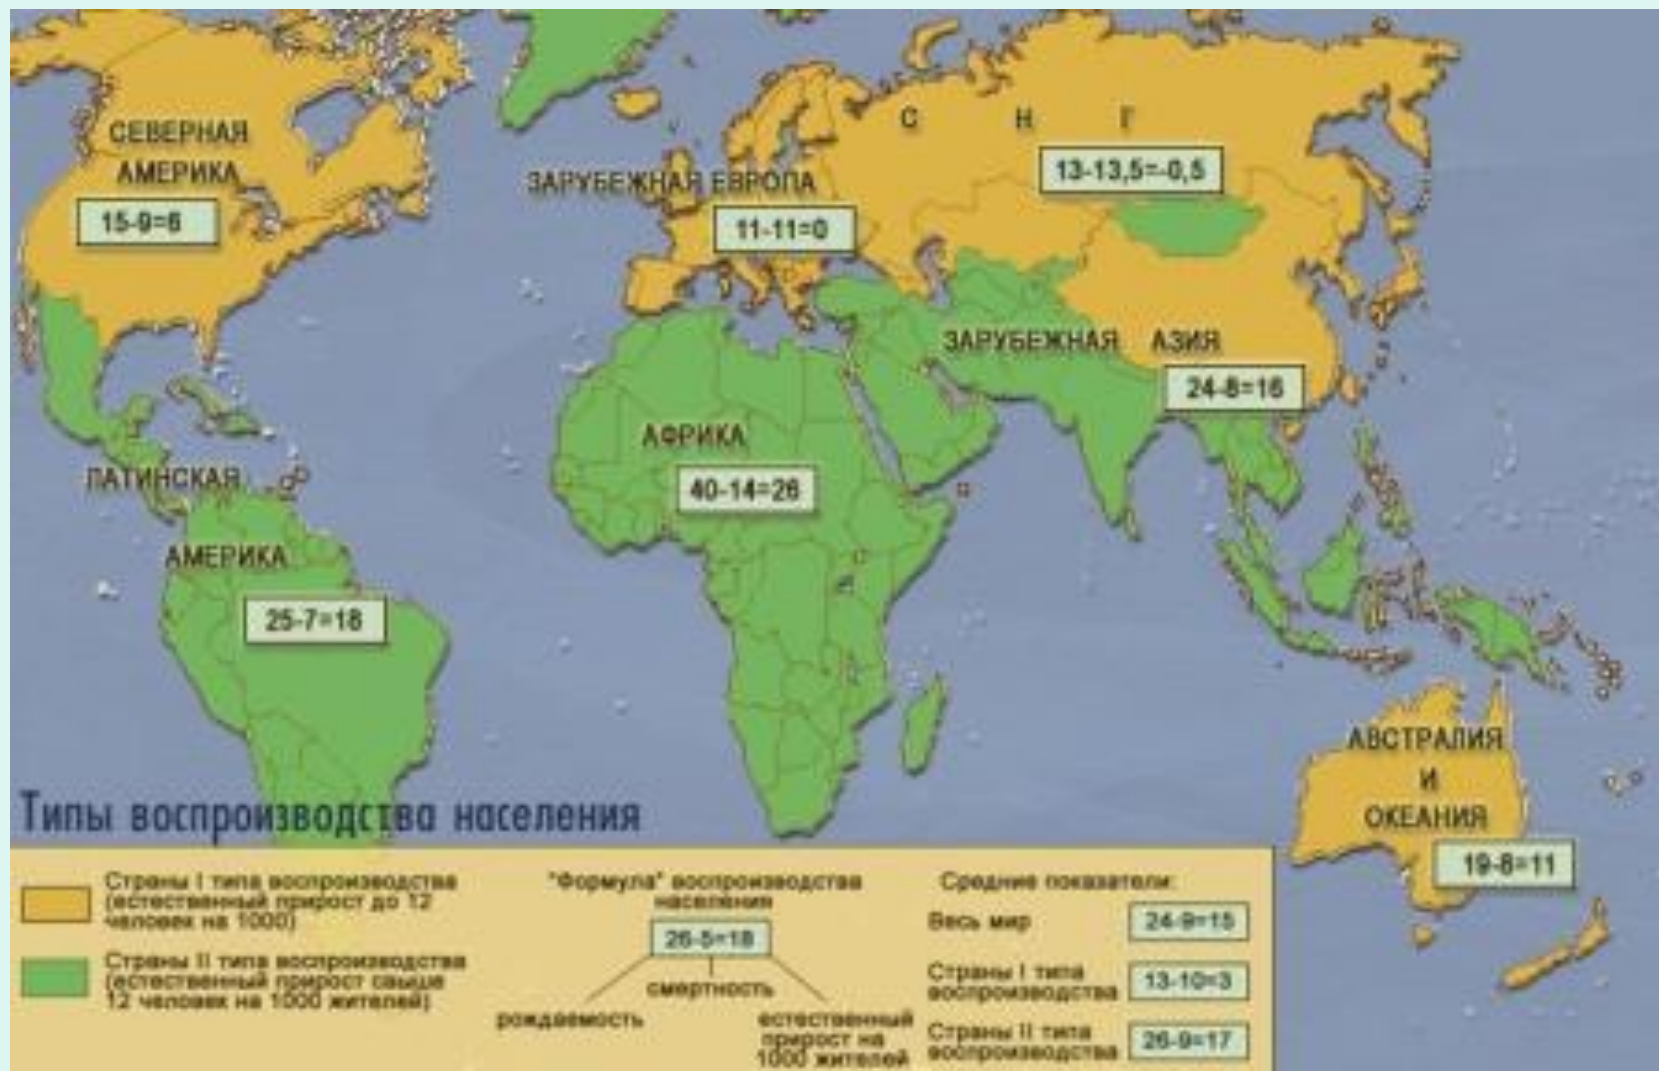 СЕВЕРНАЯ
АМЕРИКА
15-9=6
ЗАРУБЕЖНАЯ ЕВРОПА
11-11=0
С Н Г
13-13,5=-0,5
ЗАРУБЕЖНАЯ АЗИЯ
24-8=16
АФРИКА
40-14=26
ЛАТИНСКАЯ
АМЕРИКА
25-7=18
АВСТРАЛИЯ
И
ОКЕАНИЯ
19-8=11
Типы воспроизводства населения
Страны I типа воспроизводства
(естественный прирост до 12
человек на 1000)
Страны II типа воспроизводства
(естественный прирост свыше
12 человек на 1000 жителей)
"Формула" воспроизводства
населения
26-5=18
смертность
рождаемость
естественный
прирост на
1000 жителей
Средние показатели:
Весь мир
24-9=15
Страны I типа
воспроизводства
13-10=3
Страны II типа
воспроизводства
26-9=17